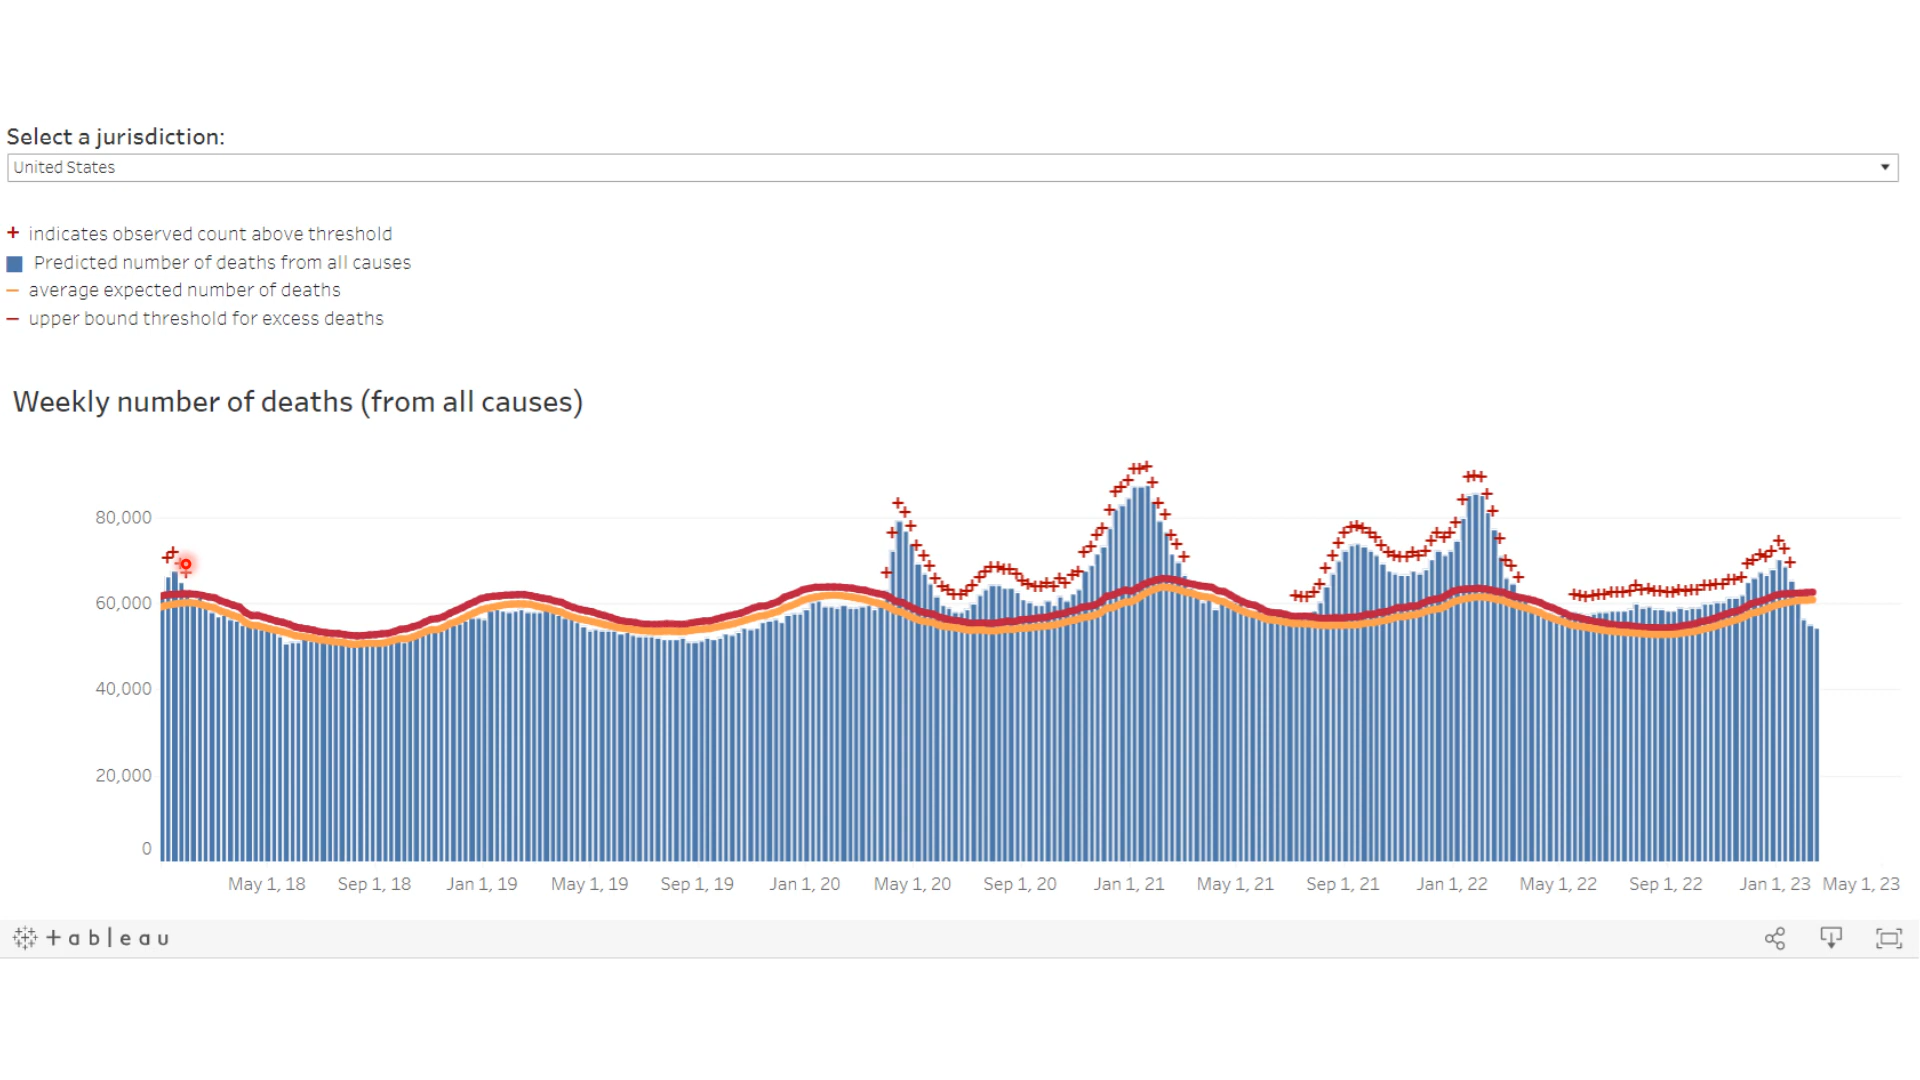 Select a jurisdiction:
United States
+ indicates observed count above threshold
Predicted number of deaths from all causes
average expected number of deaths
upper bound threshold for excess deaths
Weekly number of deaths (from all causes)
80,000
60,000
40,000
20,000
0
May 1, 18 Sep 1, 18 Jan 1, 19 May 1, 19 Sep 1, 19 Jan 1, 20 May 1, 20 Sep 1, 20 Jan 1, 21 May 1, 21 Sep 1, 21 Jan 1, 22 May 1, 22 Sep 1, 22 Jan 1, 23 May 1, 23
+ a b l e a u